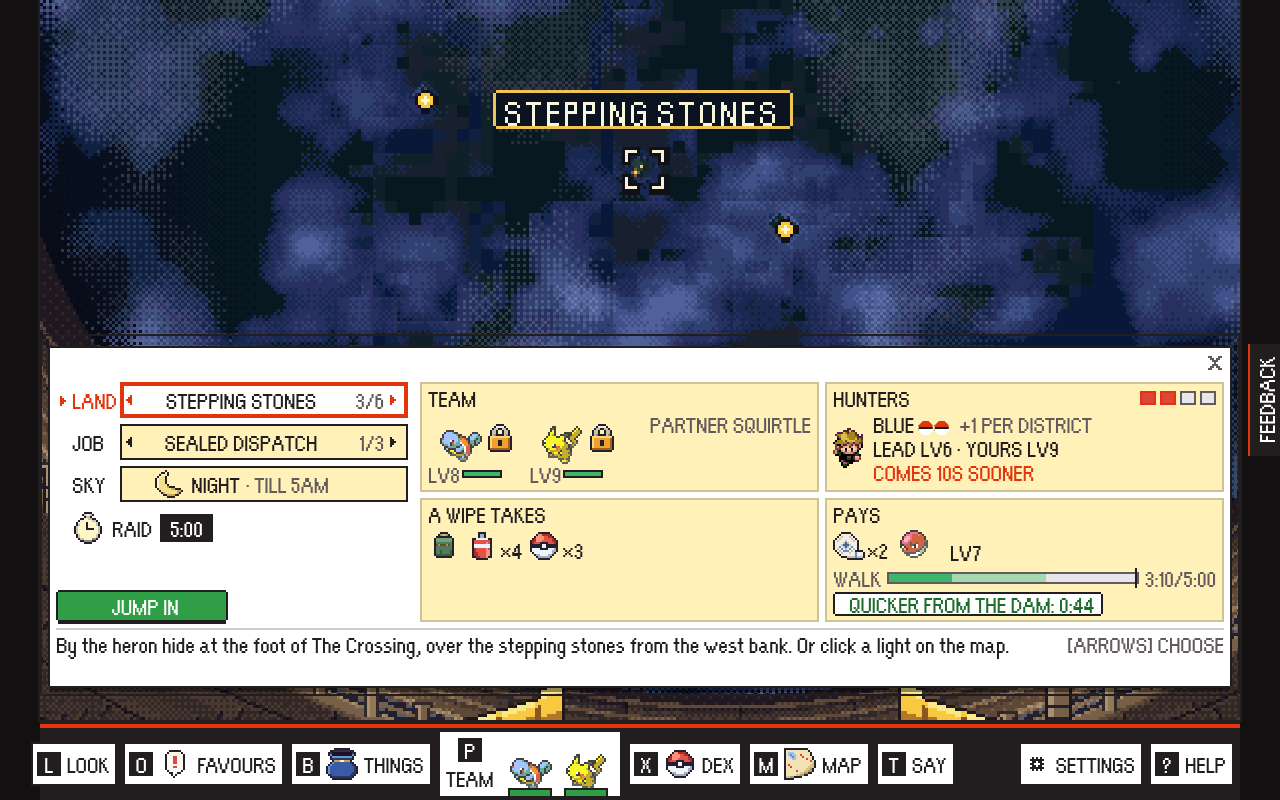 STEPPING STONES
X
LAND STEPPING STONES 3/6
JOB SEALED DISPATCH 1/3
SKY NIGHT · TILL 5AM
RAID 5:00
JUMP IN
TEAM
PARTNER SQUIRTLE
LV8 LV9
HUNTERS
BLUE +1 PER DISTRICT
LEAD LV6 · YOURS LV9
COMES 10S SOONER
A WIPE TAKES
×4 ×3
PAYS
×2 LV7
WALK 3:10/5:00
QUICKER FROM THE DAM: 0:44
By the heron hide at the foot of The Crossing, over the stepping stones from the west bank. Or click a light on the map.
[ARROWS] CHOOSE
FEEDBACK
L LOOK
O FAVOURS
B THINGS
P TEAM
X DEX
M MAP
T SAY
SETTINGS
? HELP